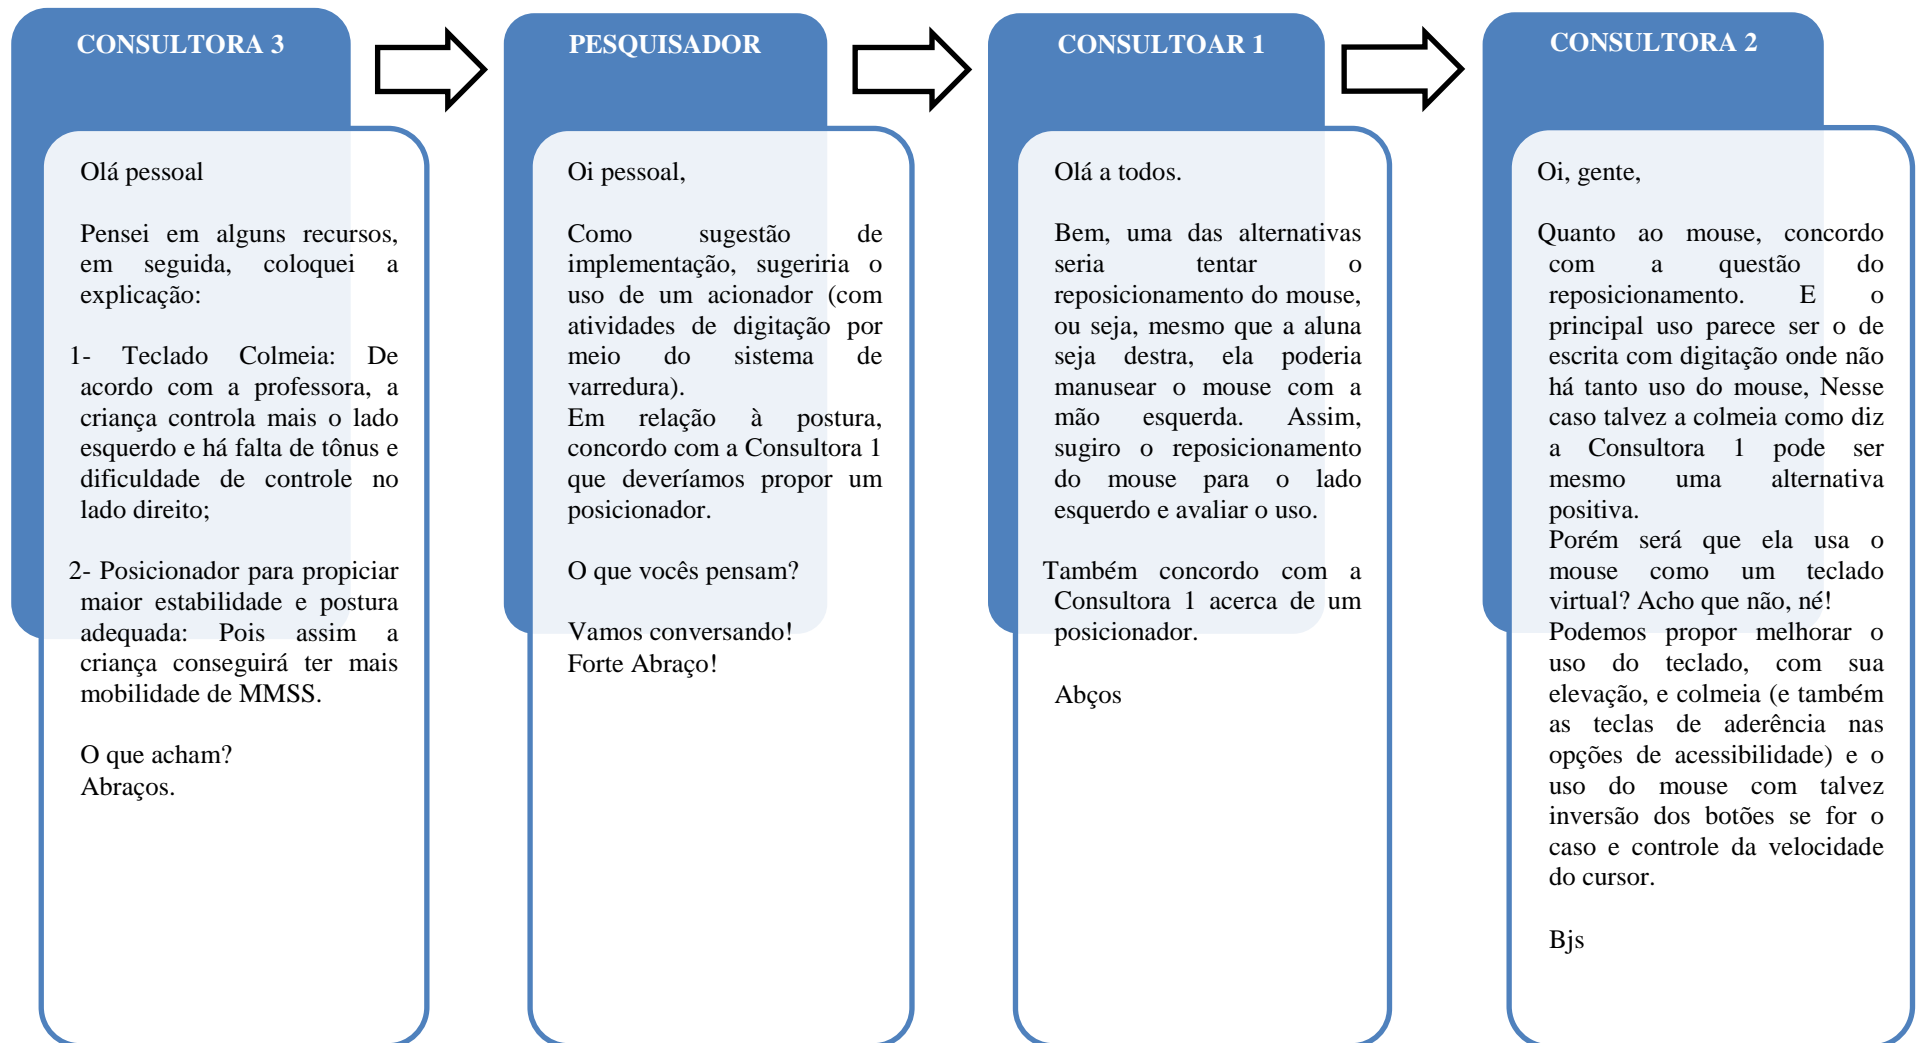 CONSULTORA 3
Olá pessoal
Pensei em alguns recursos,
em seguida, coloquei a
explicação:
1- Teclado Colmeia: De
acordo com a professora, a
criança controla mais o lado
esquerdo e há falta de tônus e
dificuldade de controle no
lado direito;
2- Posicionador para propiciar
maior estabilidade e postura
adequada: Pois assim a
criança conseguirá ter mais
mobilidade de MMSS.
O que acham?
Abraços.
PESQUISADOR
Oi pessoal,
Como sugestão de
implementação, sugeriria o
uso de um acionador (com
atividades de digitação por
meio do sistema de
varredura).
Em relação à postura,
concordo com a Consultora 1
que deveríamos propor um
posicionador.
O que vocês pensam?
Vamos conversando!
Forte Abraço!
CONSULTOAR 1
Olá a todos.
Bem, uma das alternativas
seria tentar o
reposicionamento do mouse,
ou seja, mesmo que a aluna
seja destra, ela poderia
manusear o mouse com a
mão esquerda. Assim,
sugiro o reposicionamento
do mouse para o lado
esquerdo e avaliar o uso.
Também concordo com a
Consultora 1 acerca de um
posicionador.
Abços
CONSULTORA 2
Oi, gente,
Quanto ao mouse, concordo
com a questão do
reposicionamento. E o
principal uso parece ser o de
escrita com digitação onde não
há tanto uso do mouse, Nesse
caso talvez a colmeia como diz
a Consultora 1 pode ser
mesmo uma alternativa
positiva.
Porém será que ela usa o
mouse como um teclado
virtual? Acho que não, né!
Podemos propor melhorar o
uso do teclado, com sua
elevação, e colmeia (e também
as teclas de aderência nas
opções de acessibilidade) e o
uso do mouse com talvez
inversão dos botões se for o
caso e controle da velocidade
do cursor.
Bjs